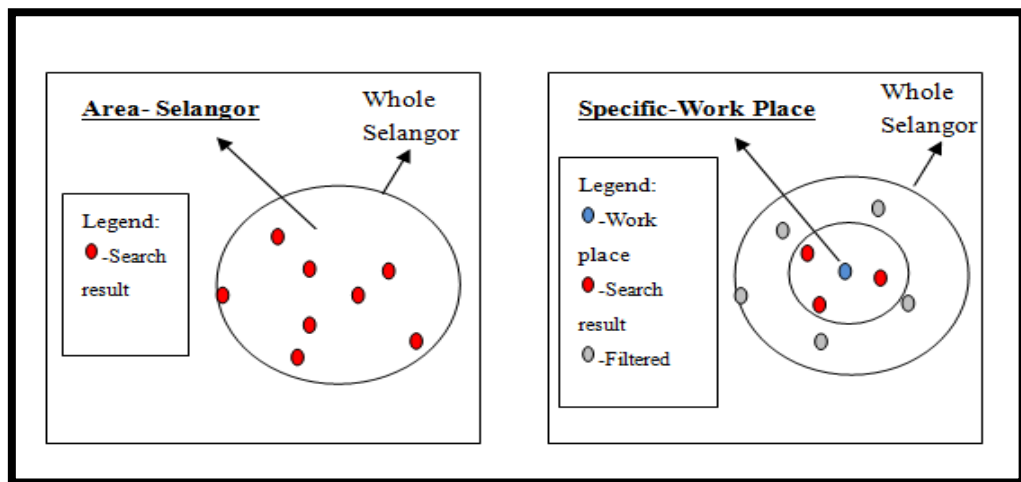 Area- Selangor
Whole
Selangor
Legend:
-Search
result
Specific-Work Place
Whole
Selangor
Legend:
-Work
place
-Search
result
-Filtered